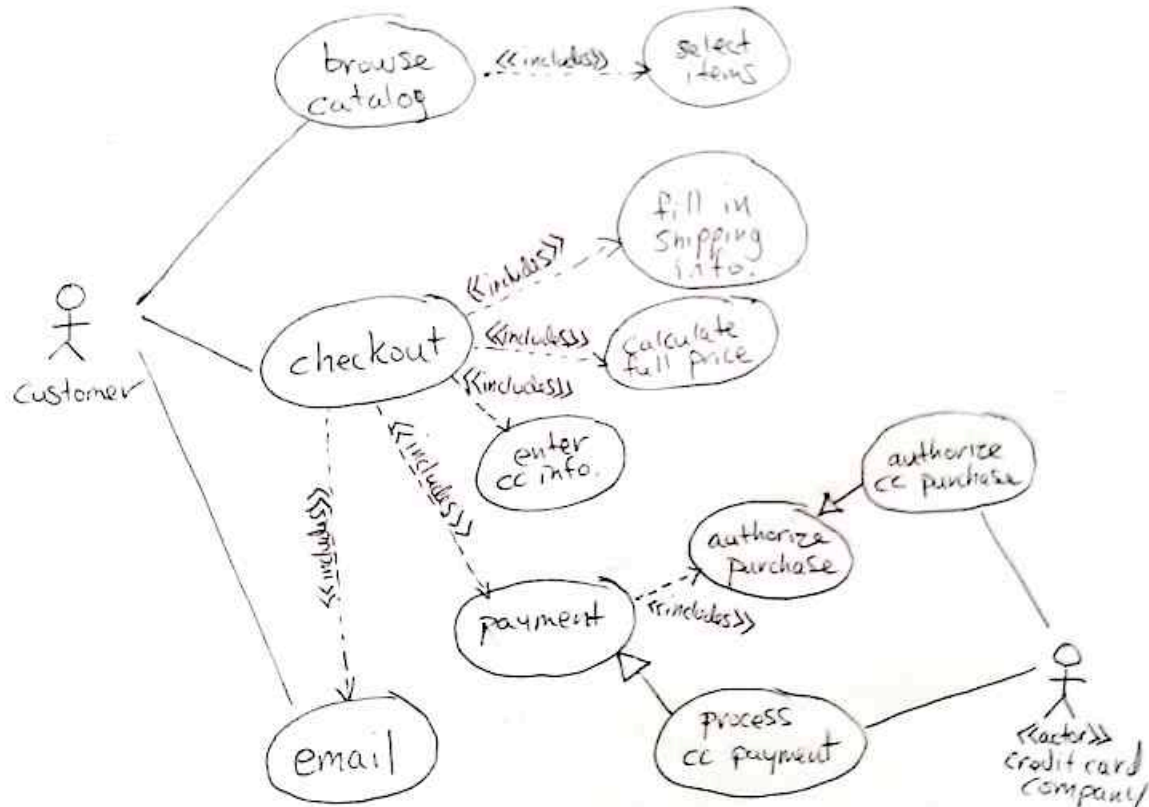 browse
catalog
<<includes>>
select
items
fill in
shipping
info.
<<includes>>
checkout
<<includes>>
calculate
full price
<<includes>>
enter
cc info.
Customer
<<includes>>
<<includes>>
authorize
cc purchase
authorize
purchase
payment
<<includes>>
email
process
cc payment
<<actor>>
credit card
company